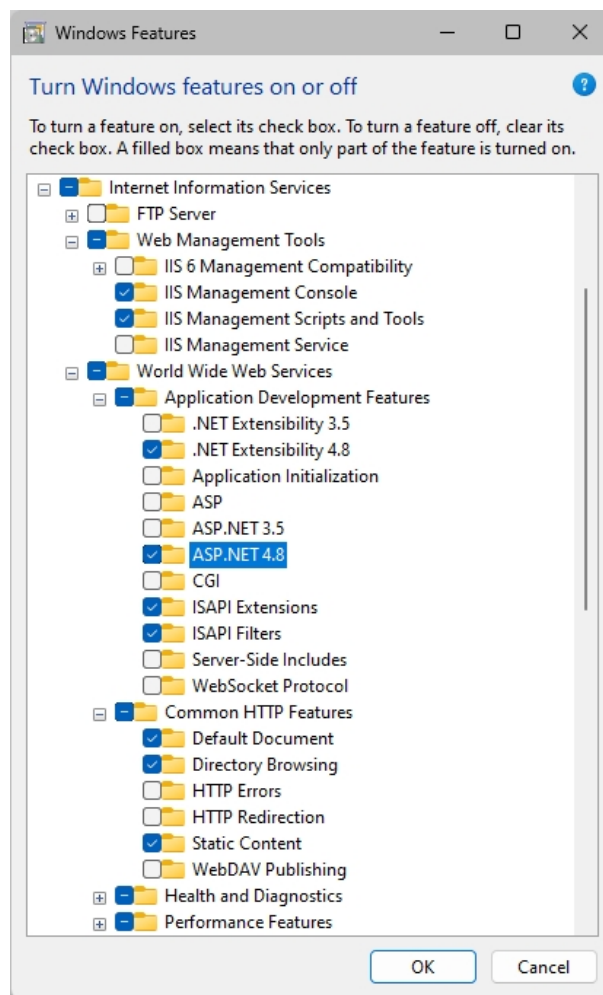 Windows Features
Turn Windows features on or off
?
To turn a feature on, select its check box. To turn a feature off, clear its
check box. A filled box means that only part of the feature is turned on.
Internet Information Services
FTP Server
Web Management Tools
IIS 6 Management Compatibility
IIS Management Console
IIS Management Scripts and Tools
IIS Management Service
World Wide Web Services
Application Development Features
.NET Extensibility 3.5
.NET Extensibility 4.8
Application Initialization
ASP
ASP.NET 3.5
ASP.NET 4.8
CGI
ISAPI Extensions
ISAPI Filters
Server-Side Includes
WebSocket Protocol
Common HTTP Features
Default Document
Directory Browsing
HTTP Errors
HTTP Redirection
Static Content
WebDAV Publishing
Health and Diagnostics
Performance Features
OK Cancel